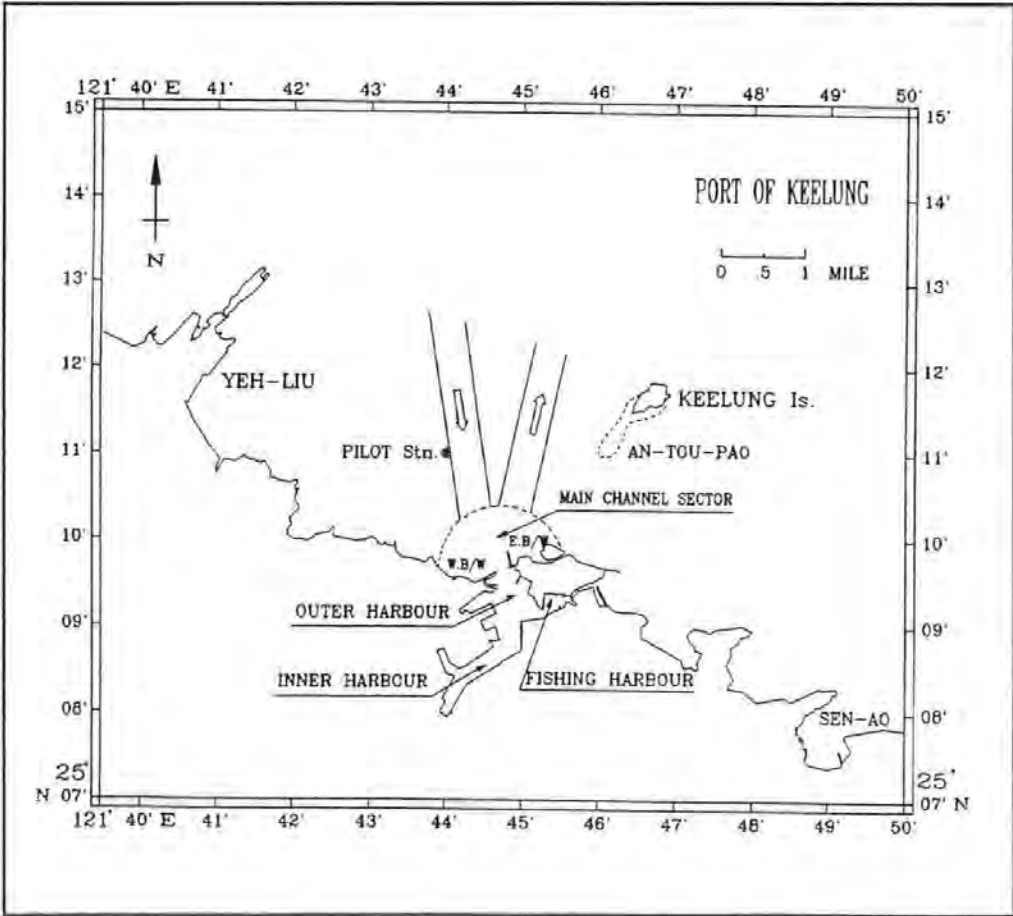 121° 40' E 41' 42' 43' 44' 45' 46' 47' 48' 49' 50'
15' 15'
14' 14'
PORT OF KEELUNG
N
0 .5 1 MILE
13' 13'
12' 12'
YEH-LIU
KEELUNG Is.
PILOT Stn.
AN-TOU-PAO
11' 11'
MAIN CHANNEL SECTOR
10' 10'
E.B/W
W.B/W
OUTER HARBOUR
09' 09'
INNER HARBOUR
FISHING HARBOUR
08' 08'
SEN-AO
25° 25°
N 07' 07' N
121° 40' E 41' 42' 43' 44' 45' 46' 47' 48' 49' 50'